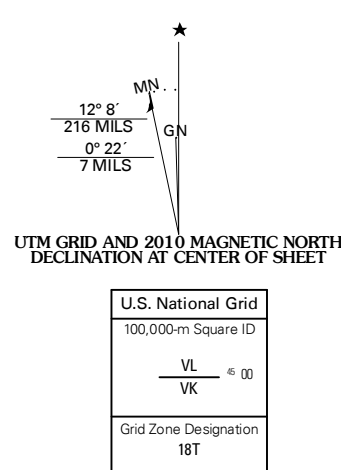 ★
MN
12° 8´
216 MILS
GN
0° 22´
7 MILS
UTM GRID AND 2010 MAGNETIC NORTH
DECLINATION AT CENTER OF SHEET
U.S. National Grid
100,000-m Square ID
VL
45 00
VK
Grid Zone Designation
18T